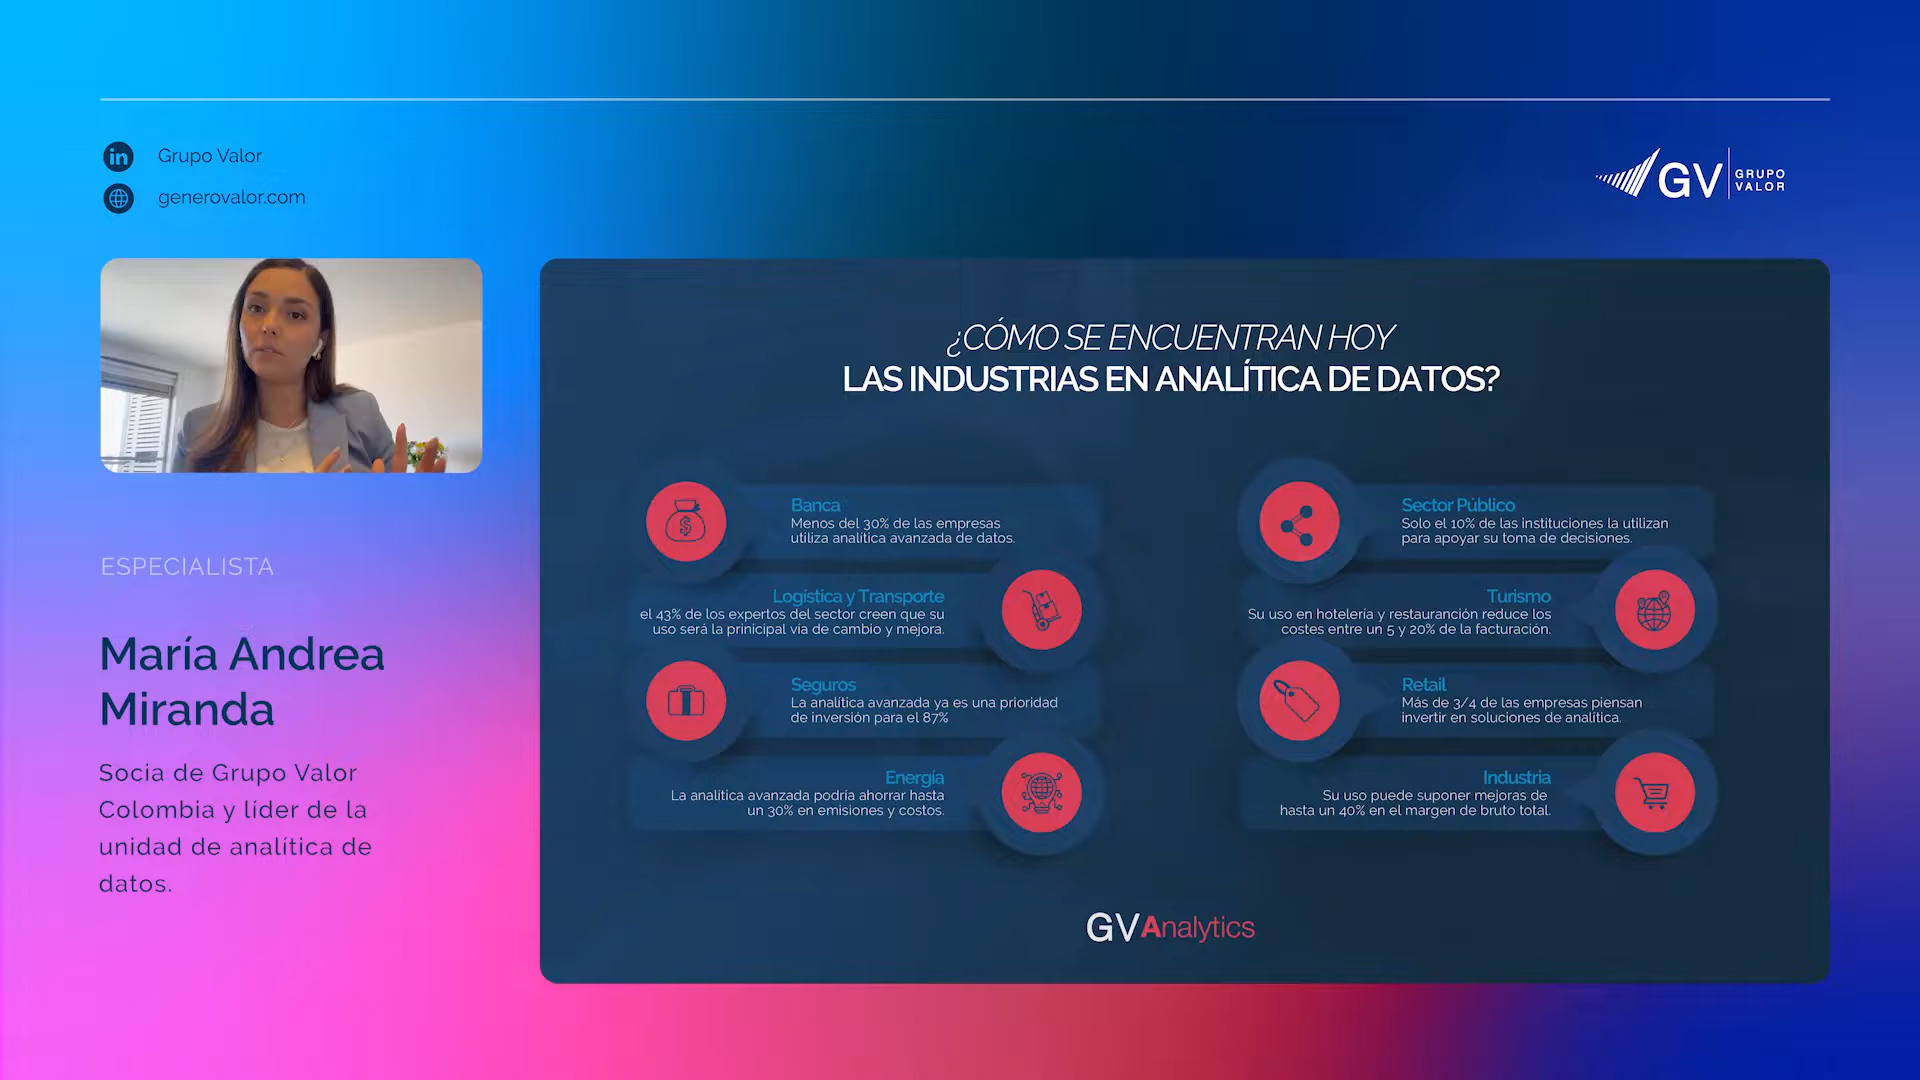 Grupo Valor
generovalor.com
GV GRUPO
VALOR
ESPECIALISTA
María Andrea
Miranda
Socia de Grupo Valor
Colombia y líder de la
unidad de analítica de
datos.
¿CÓMO SE ENCUENTRAN HOY
LAS INDUSTRIAS EN ANALÍTICA DE DATOS?
Banca
Menos del 30% de las empresas
utiliza analítica avanzada de datos.
Logística y Transporte
el 43% de los expertos del sector creen que su
uso será la prinicipal vía de cambio y mejora.
Seguros
La analítica avanzada ya es una prioridad
de inversión para el 87%
Energía
La analítica avanzada podría ahorrar hasta
un 30% en emisiones y costos.
Sector Público
Solo el 10% de las instituciones la utilizan
para apoyar su toma de decisiones.
Turismo
Su uso en hotelería y restauranción reduce los
costes entre un 5 y 20% de la facturación.
Retail
Más de 3/4 de las empresas piensan
invertir en soluciones de analítica.
Industria
Su uso puede suponer mejoras de
hasta un 40% en el margen de bruto total.
GVAnalytics